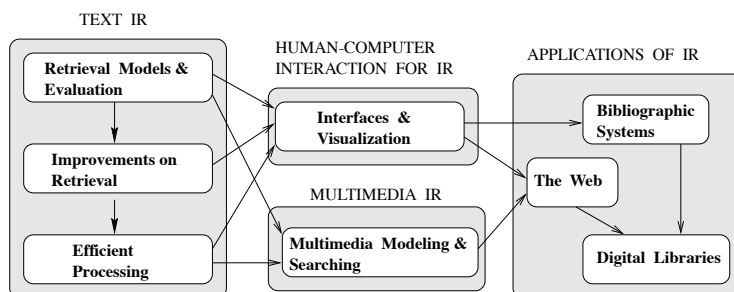 TEXT IR
Retrieval Models &
Evaluation
Improvements on
Retrieval
Efficient
Processing
HUMAN-COMPUTER
INTERACTION FOR IR
Interfaces &
Visualization
MULTIMEDIA IR
Multimedia Modeling &
Searching
APPLICATIONS OF IR
Bibliographic
Systems
The Web
Digital Libraries